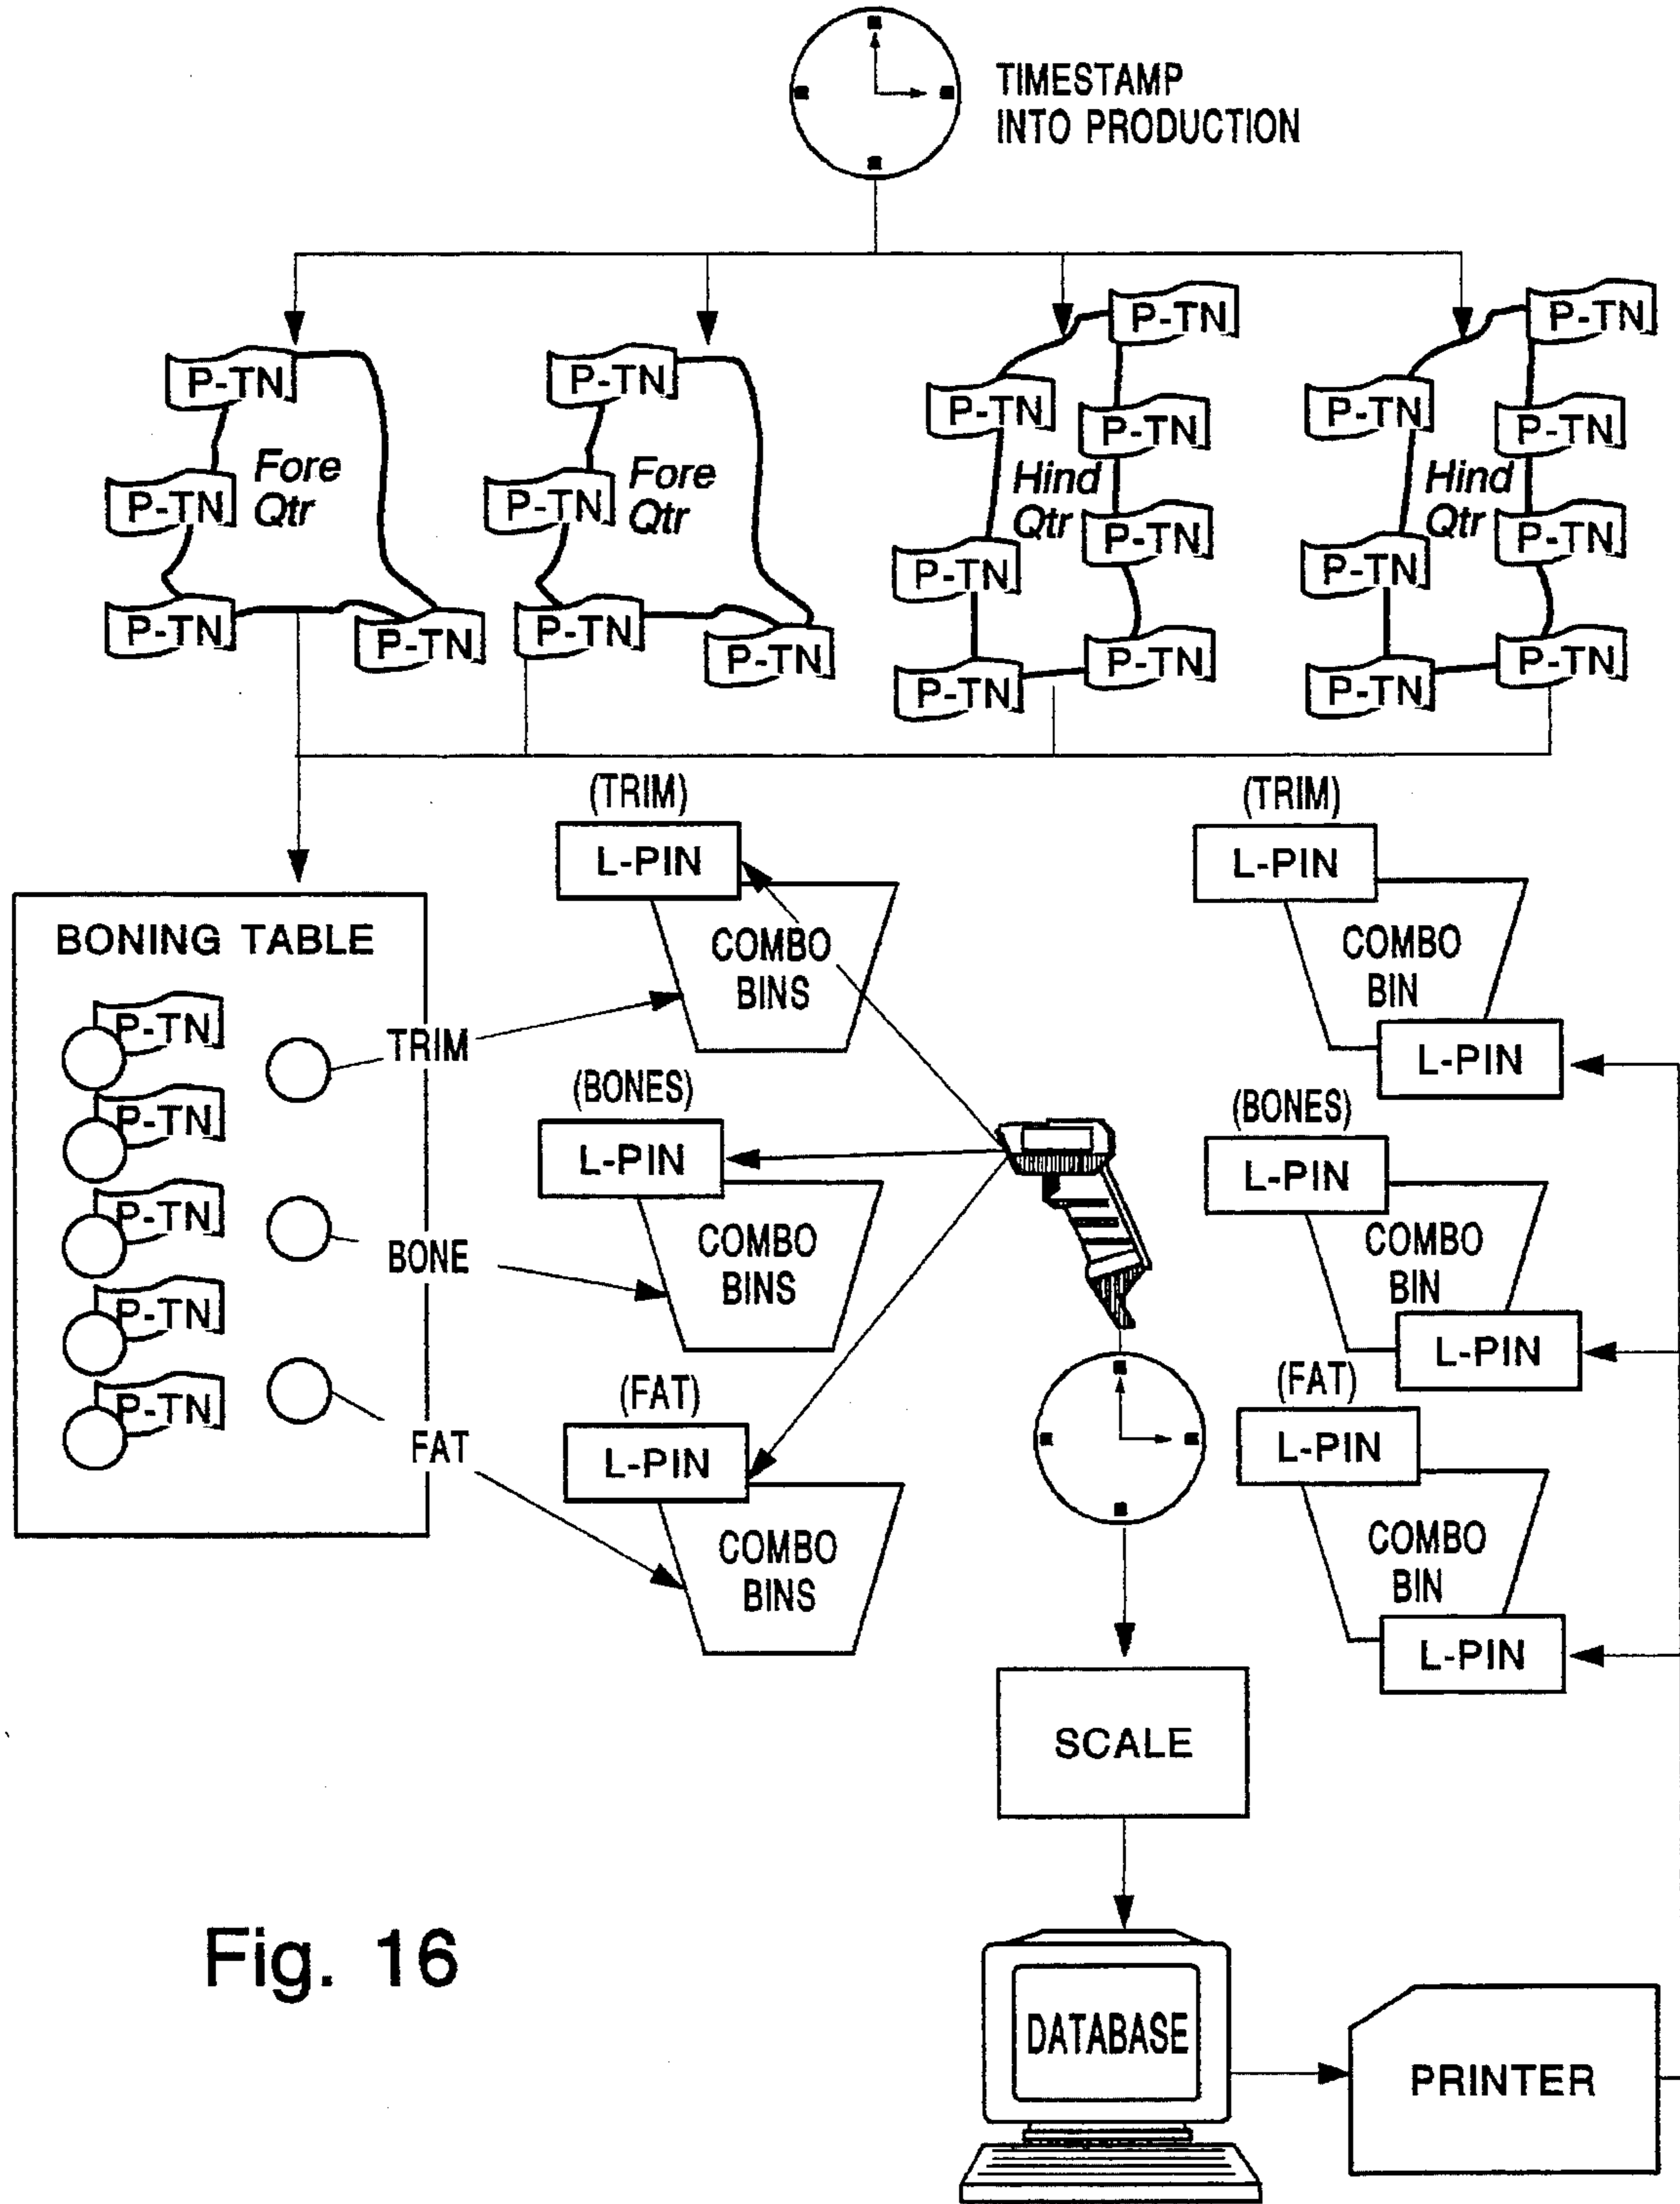 TIMESTAMP
INTO PRODUCTION
P-TN
P-TN
P-TN
P-TN
Fore
Qtr
P-TN
P-TN
P-TN
P-TN
Fore
Qtr
P-TN
P-TN
P-TN
P-TN
P-TN
P-TN
P-TN
P-TN
Hind
Qtr
P-TN
P-TN
P-TN
P-TN
P-TN
P-TN
P-TN
P-TN
Hind
Qtr
BONING TABLE
P-TN
P-TN
P-TN
P-TN
P-TN
TRIM
BONE
FAT
(TRIM)
L-PIN
COMBO
BINS
(BONES)
L-PIN
COMBO
BINS
(FAT)
L-PIN
COMBO
BINS
(TRIM)
L-PIN
COMBO
BIN
L-PIN
(BONES)
L-PIN
COMBO
BIN
L-PIN
(FAT)
L-PIN
COMBO
BIN
L-PIN
SCALE
DATABASE
PRINTER
Fig. 16